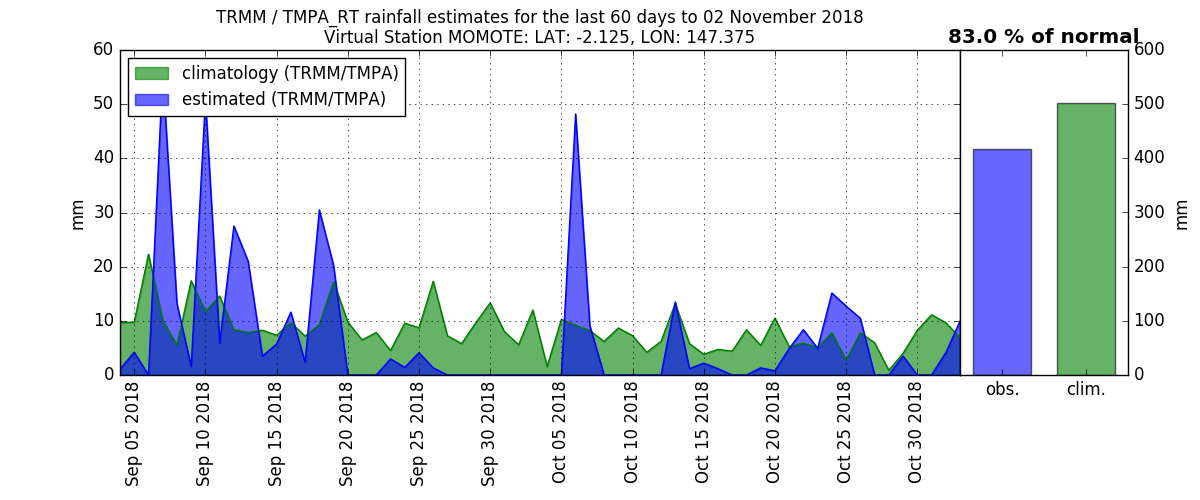 TRMM / TMPA_RT rainfall estimates for the last 60 days to 02 November 2018
Virtual Station MOMOTE: LAT: -2.125, LON: 147.375
83.0 % of normal
climatology (TRMM/TMPA)
estimated (TRMM/TMPA)
60
50
40
30
20
10
0
mm
600
500
400
300
200
100
0
mm
Sep 05 2018
Sep 10 2018
Sep 15 2018
Sep 20 2018
Sep 25 2018
Sep 30 2018
Oct 05 2018
Oct 10 2018
Oct 15 2018
Oct 20 2018
Oct 25 2018
Oct 30 2018
obs.
clim.